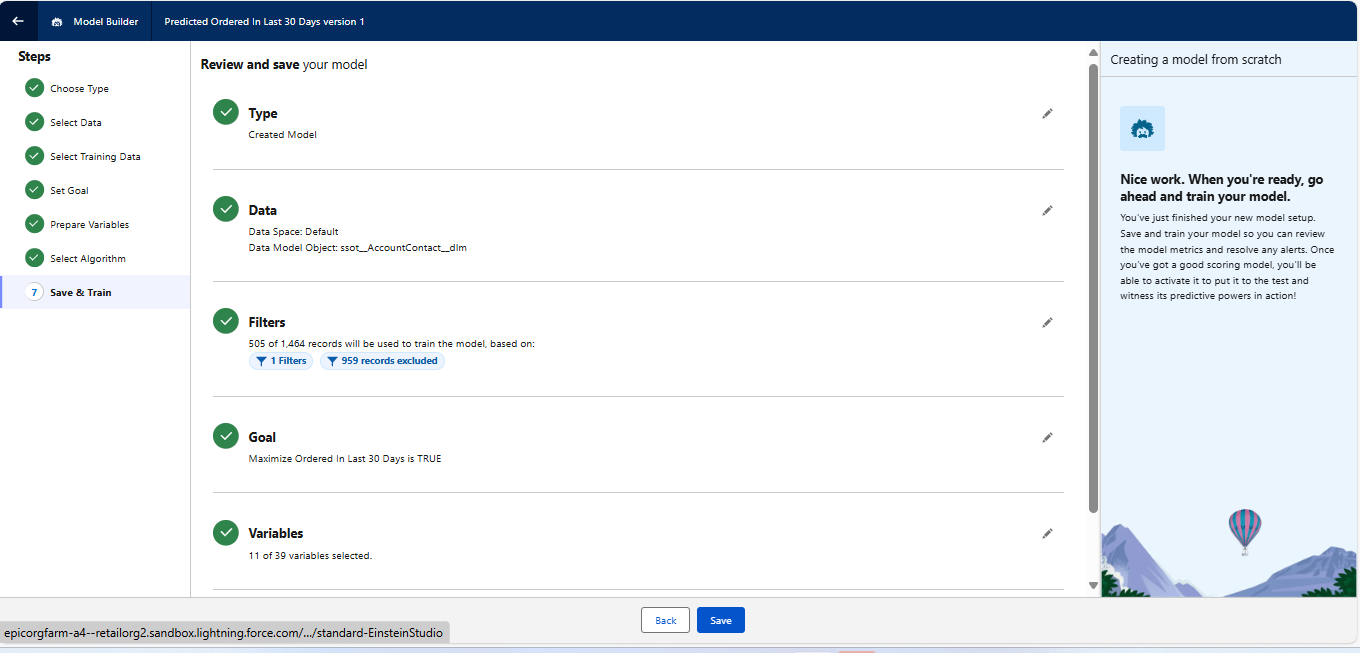 Model Builder
Predicted Ordered In Last 30 Days version 1
Steps
Choose Type
Select Data
Select Training Data
Set Goal
Prepare Variables
Select Algorithm
7 Save & Train
Review and save your model
Type
Created Model
Data
Data Space: Default
Data Model Object: ssot__AccountContact__dlm
Filters
505 of 1,464 records will be used to train the model, based on:
1 Filters 959 records excluded
Goal
Maximize Ordered In Last 30 Days is TRUE
Variables
11 of 39 variables selected.
Back Save
Creating a model from scratch
Nice work. When you're ready, go
ahead and train your model.
You've just finished your new model setup.
Save and train your model so you can review
the model metrics and resolve any alerts. Once
you've got a good scoring model, you'll be
able to activate it to put it to the test and
witness its predictive powers in action!
epicorgfarm-a4--retailorg2.sandbox.lightning.force.com/.../standard-EinsteinStudio